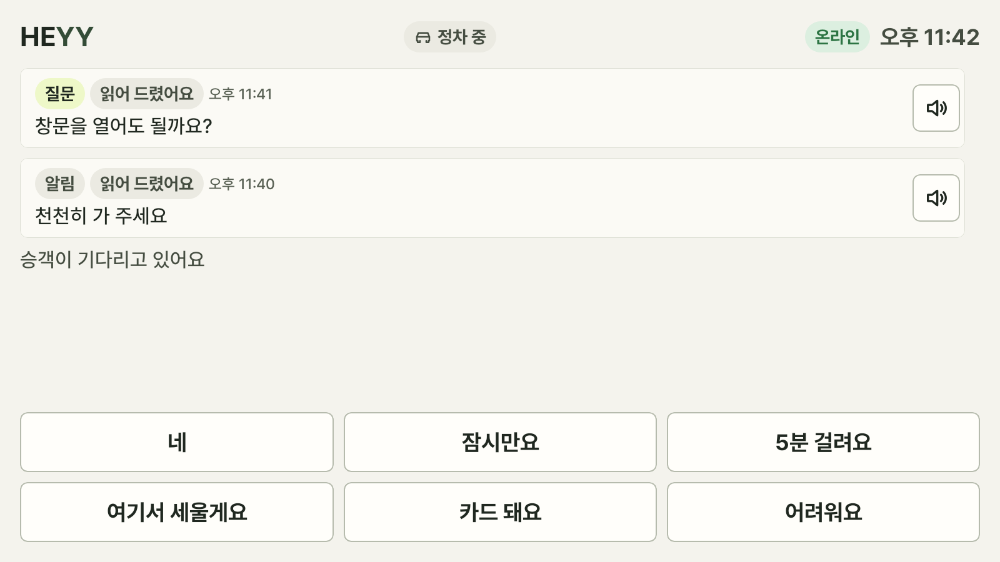 HEYY
정차 중
온라인 오후 11:42
질문 읽어 드렸어요 오후 11:41
창문을 열어도 될까요?
알림 읽어 드렸어요 오후 11:40
천천히 가 주세요
승객이 기다리고 있어요
네
잠시만요
5분 걸려요
여기서 세울게요
카드 돼요
어려워요